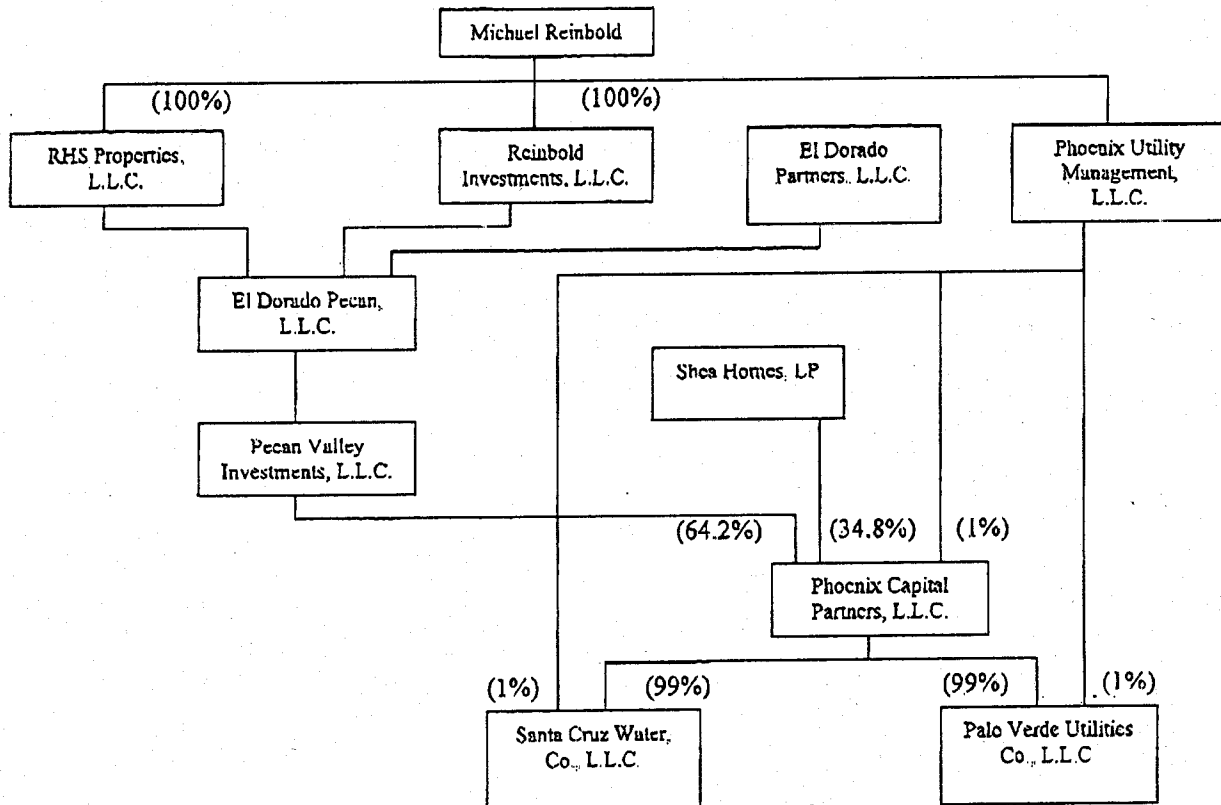 Michael Reinbold
(100%)
(100%)
RHS Properties,
L.L.C.
Reinbold
Investments, L.L.C.
El Dorado
Partners, L.L.C.
Phoenix Utility
Management,
L.L.C.
El Dorado Pecan,
L.L.C.
Shea Homes, LP
Pecan Valley
Investments, L.L.C.
(64.2%)
(34.8%)
(1%)
Phoenix Capital
Partners, L.L.C.
(1%)
(99%)
(99%)
(1%)
Santa Cruz Water,
Co., L.L.C.
Palo Verde Utilities
Co., L.L.C